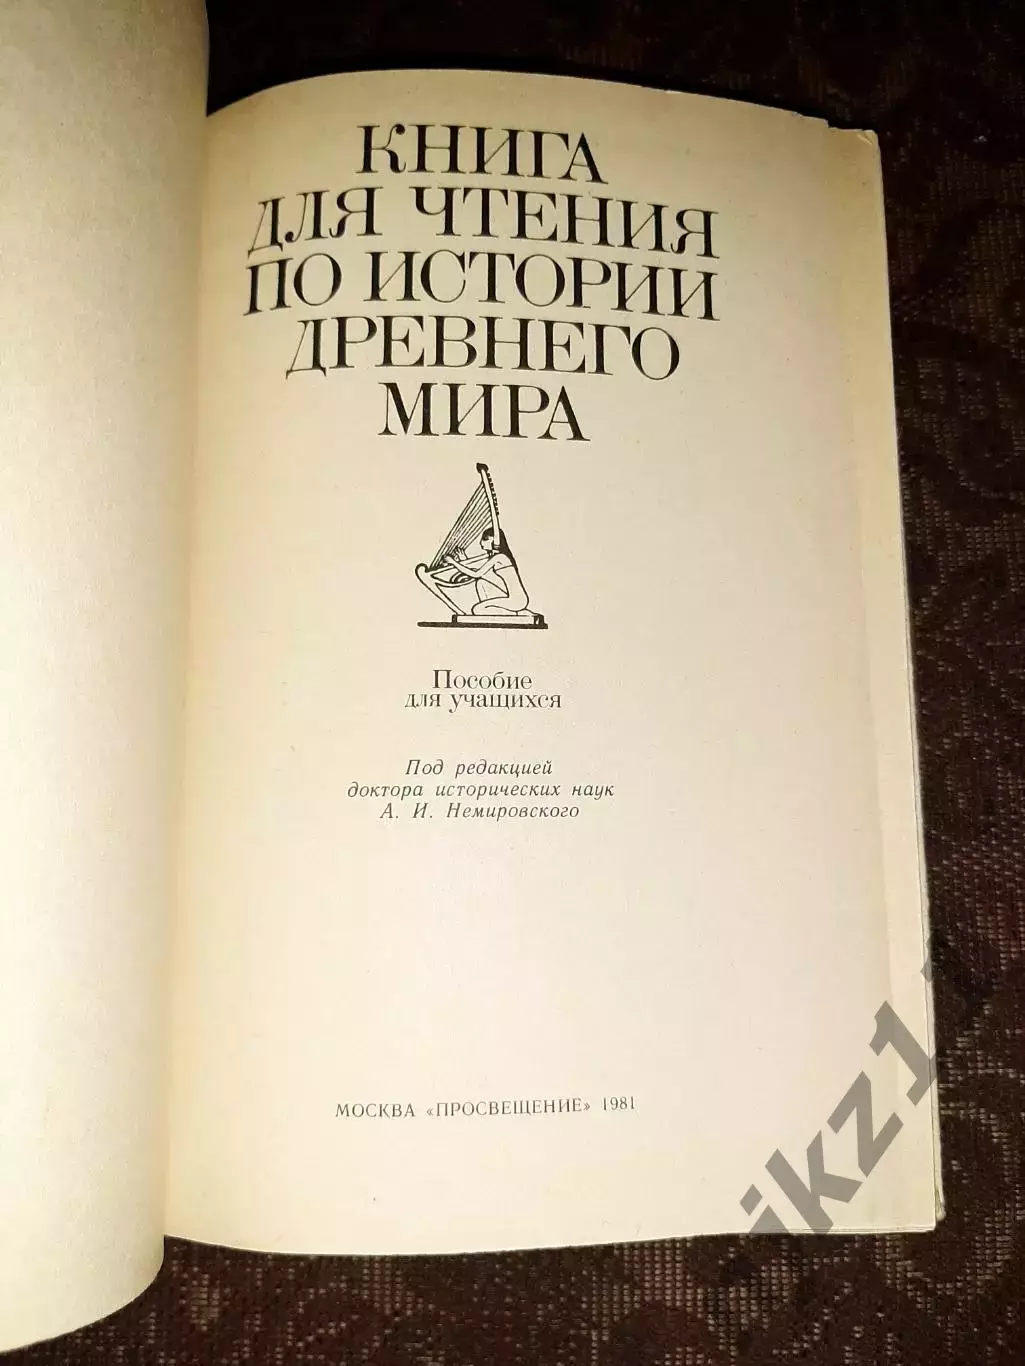 КНИГА
ДЛЯ ЧТЕНИЯ
ПО ИСТОРИИ
ДРЕВНЕГО
МИРА
Пособие
для учащихся
Под редакцией
доктора исторических наук
А. И. Немировского
МОСКВА «ПРОСВЕЩЕНИЕ» 1981